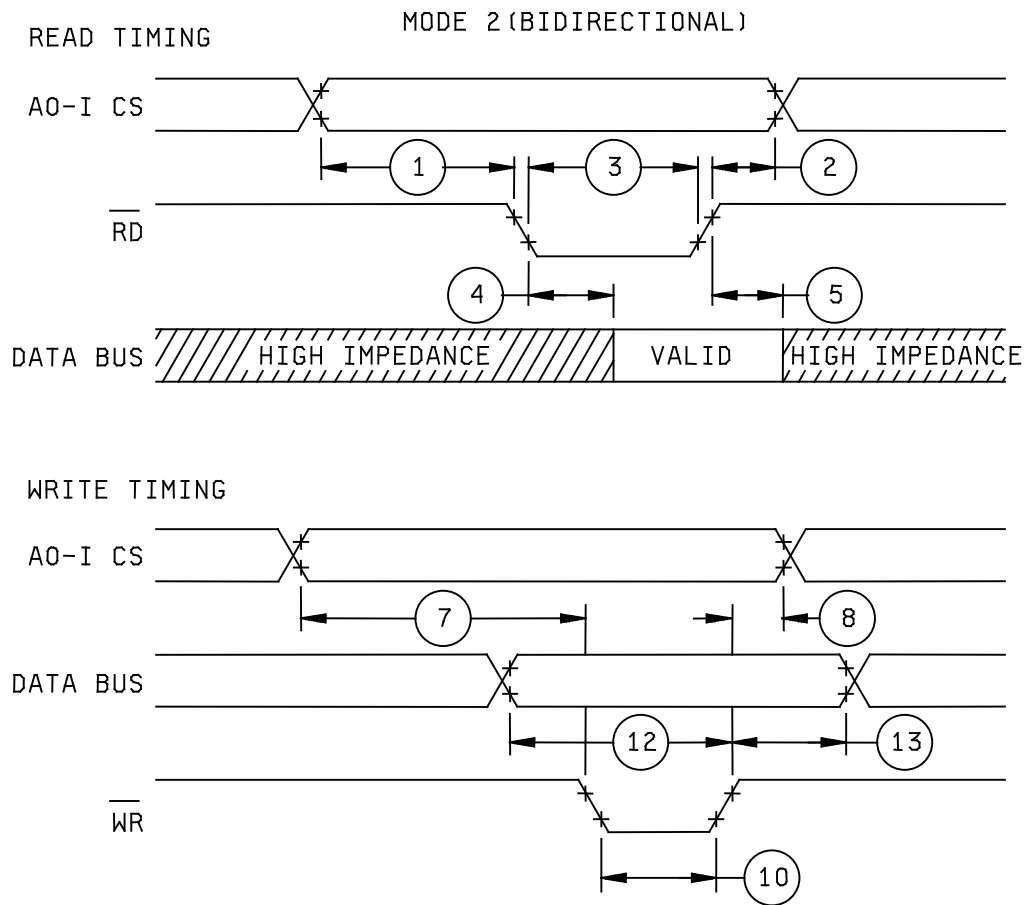 MODE 2(BIDIRECTIONAL)
READ TIMING
AO-I CS
1
3
2
RD
4
5
DATA BUS
HIGH IMPEDANCE
VALID
HIGH IMPEDANCE
WRITE TIMING
AO-I CS
7
8
DATA BUS
12
13
WR
10